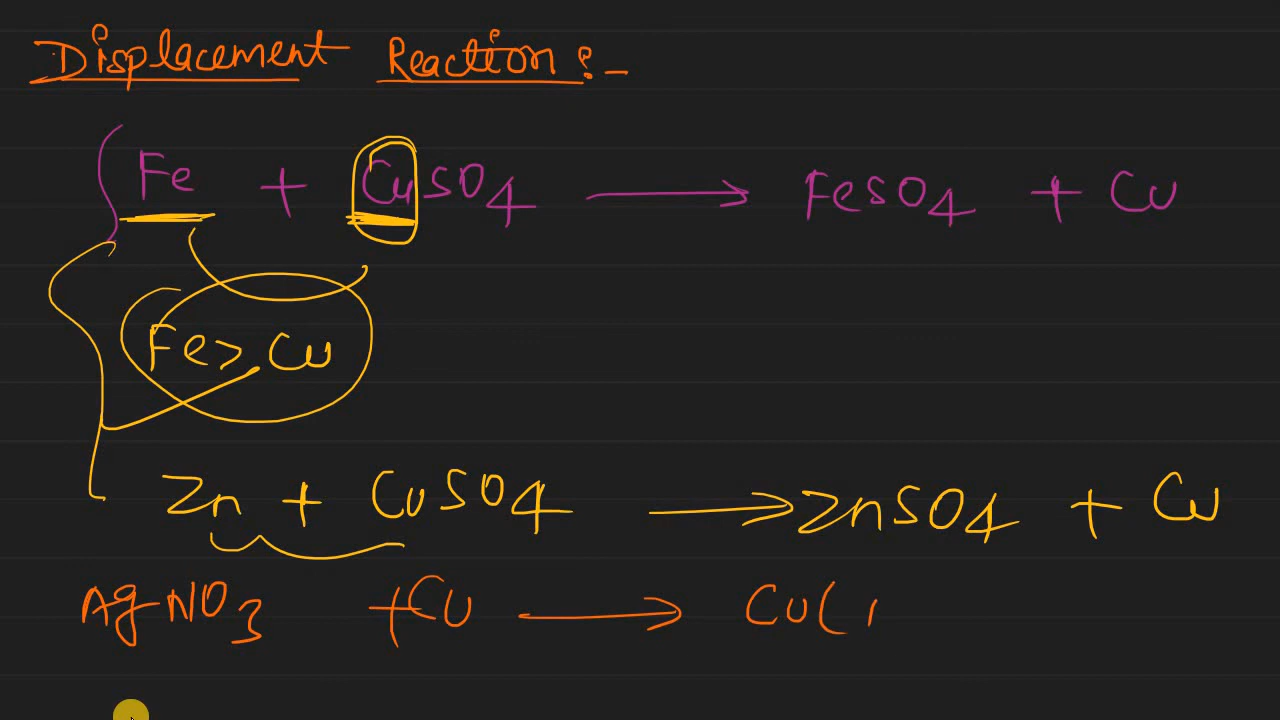 Displacement Reaction:-
Fe + CuSO4 → FeSO4 + Cu
Fe > Cu
Zn + CuSO4 → ZnSO4 + Cu
AgNO3 + Cu → Cu(